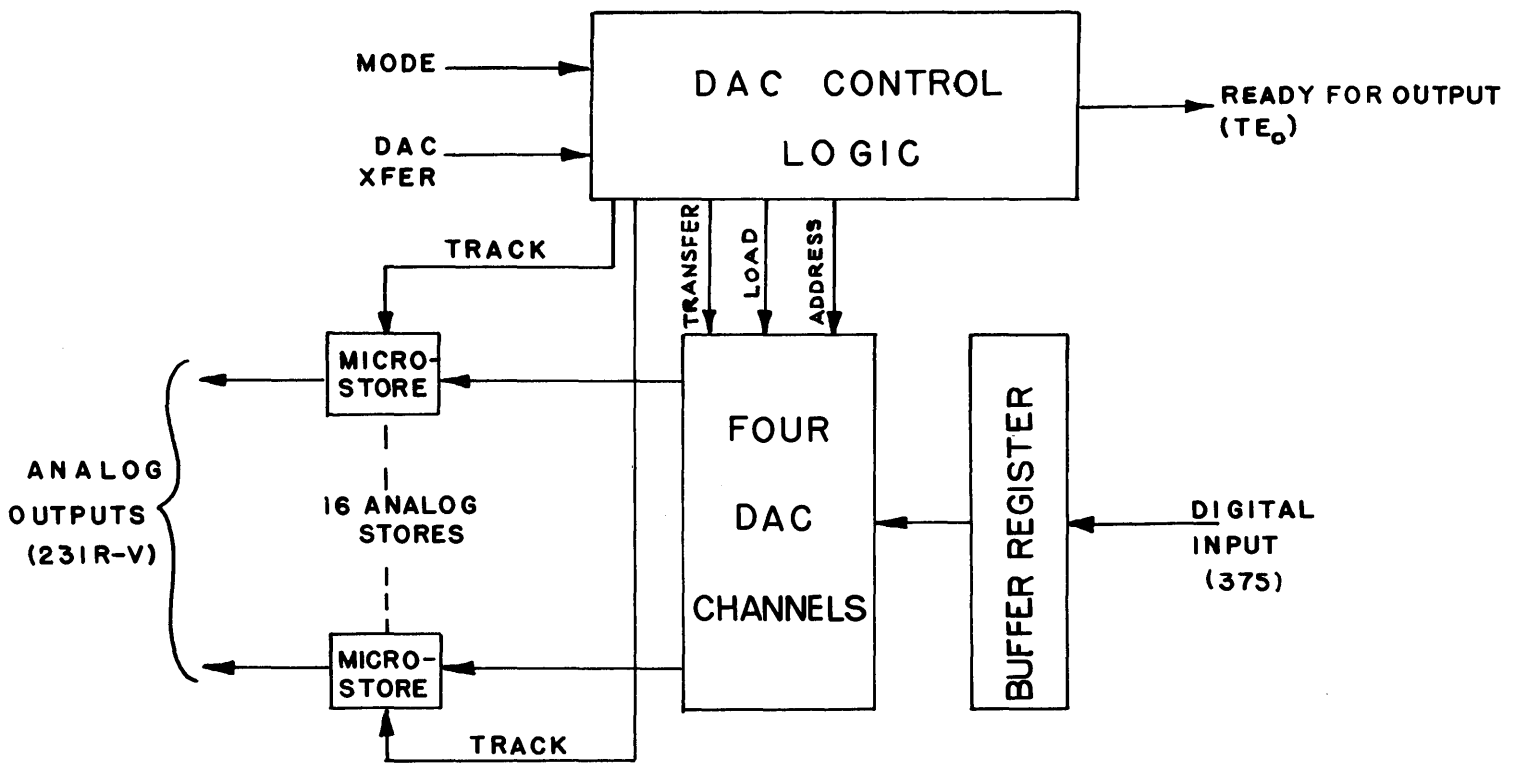 MODE
DAC CONTROL
LOGIC
READY FOR OUTPUT
(TE₀)
DAC
XFER
TRACK
TRANSFER
LOAD
ADDRESS
MICRO-
STORE
ANALOG
OUTPUTS
(231R-V)
16 ANALOG
STORES
FOUR
DAC
CHANNELS
BUFFER REGISTER
DIGITAL
INPUT
(375)
MICRO-
STORE
TRACK